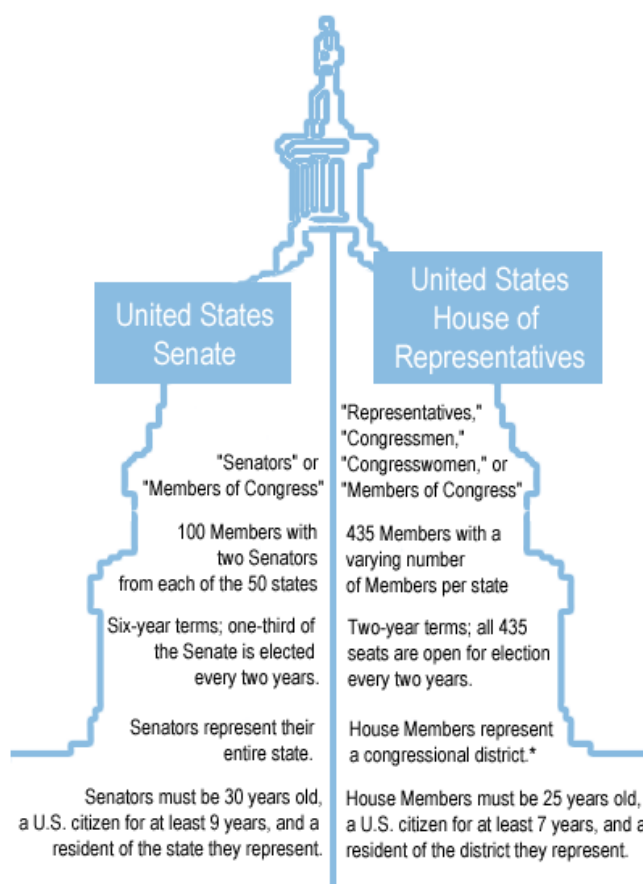 United States
Senate
United States
House of
Representatives
"Senators" or
"Members of Congress"
"Representatives,"
"Congressmen,"
"Congresswomen," or
"Members of Congress"
100 Members with
two Senators
from each of the 50 states
435 Members with a
varying number
of Members per state
Six-year terms; one-third of
the Senate is elected
every two years.
Two-year terms; all 435
seats are open for election
every two years.
Senators represent their
entire state.
House Members represent
a congressional district.*
Senators must be 30 years old,
a U.S. citizen for at least 9 years, and a
resident of the state they represent.
House Members must be 25 years old,
a U.S. citizen for at least 7 years, and a
resident of the district they represent.